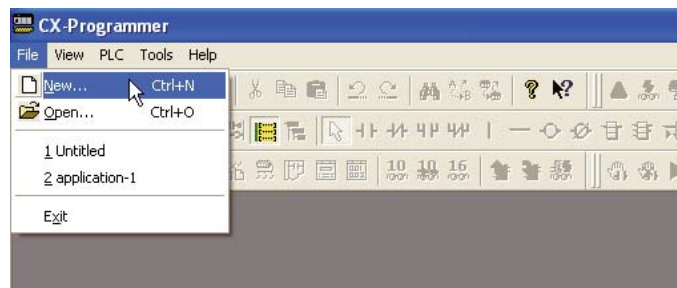 CX-Programmer
File View PLC Tools Help
New... Ctrl+N
Open... Ctrl+O
1 Untitled
2 application-1
Exit
10 10 16